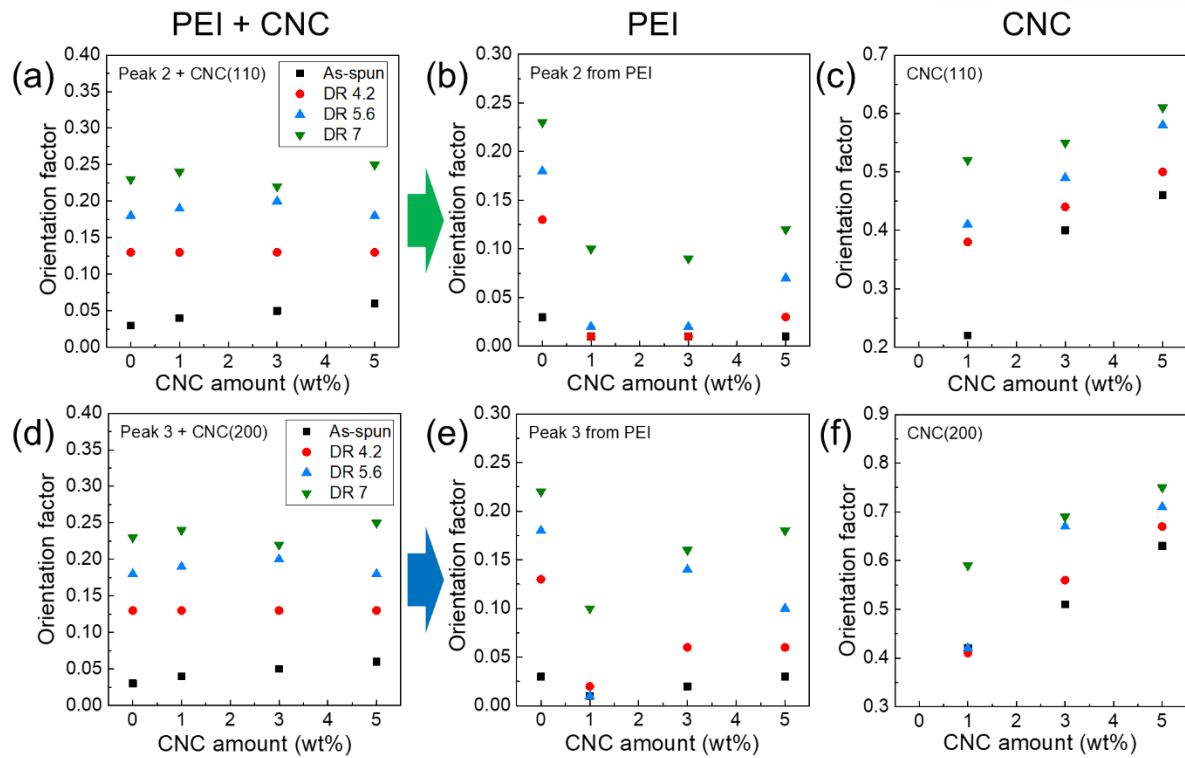 PEI + CNC
PEI
CNC
(a)
Peak 2 + CNC(110)
As-spun
DR 4.2
DR 5.6
DR 7
Orientation factor
0.40
0.35
0.30
0.25
0.20
0.15
0.10
0.05
0.00
0 1 2 3 4 5
CNC amount (wt%)
(b)
Peak 2 from PEI
Orientation factor
0.30
0.25
0.20
0.15
0.10
0.05
0.00
0 1 2 3 4 5
CNC amount (wt%)
(c)
CNC(110)
Orientation factor
0.7
0.6
0.5
0.4
0.3
0.2
0 1 2 3 4 5
CNC amount (wt%)
(d)
Peak 3 + CNC(200)
As-spun
DR 4.2
DR 5.6
DR 7
Orientation factor
0.40
0.35
0.30
0.25
0.20
0.15
0.10
0.05
0.00
0 1 2 3 4 5
CNC amount (wt%)
(e)
Peak 3 from PEI
Orientation factor
0.30
0.25
0.20
0.15
0.10
0.05
0.00
0 1 2 3 4 5
CNC amount (wt%)
(f)
CNC(200)
Orientation factor
0.9
0.8
0.7
0.6
0.5
0.4
0.3
0 1 2 3 4 5
CNC amount (wt%)